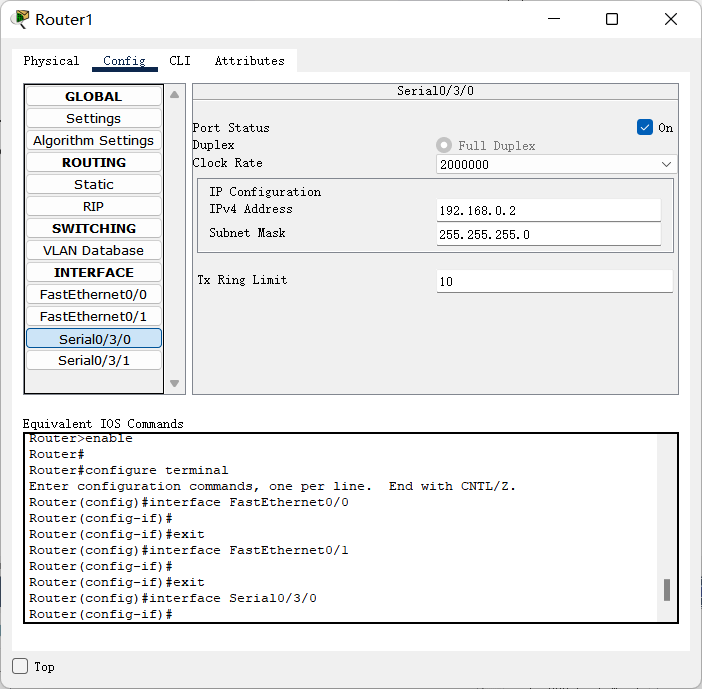 Router1
Physical Config CLI Attributes
GLOBAL
Settings
Algorithm Settings
ROUTING
Static
RIP
SWITCHING
VLAN Database
INTERFACE
FastEthernet0/0
FastEthernet0/1
Serial0/3/0
Serial0/3/1
Serial0/3/0
Port Status On
Duplex Full Duplex
Clock Rate 2000000
IP Configuration
IPv4 Address 192.168.0.2
Subnet Mask 255.255.255.0
Tx Ring Limit 10
Equivalent IOS Commands
Router>enable
Router#
Router#configure terminal
Enter configuration commands, one per line. End with CNTL/Z.
Router(config)#interface FastEthernet0/0
Router(config-if)#
Router(config-if)#exit
Router(config)#interface FastEthernet0/1
Router(config-if)#
Router(config-if)#exit
Router(config)#interface Serial0/3/0
Router(config-if)#
Top